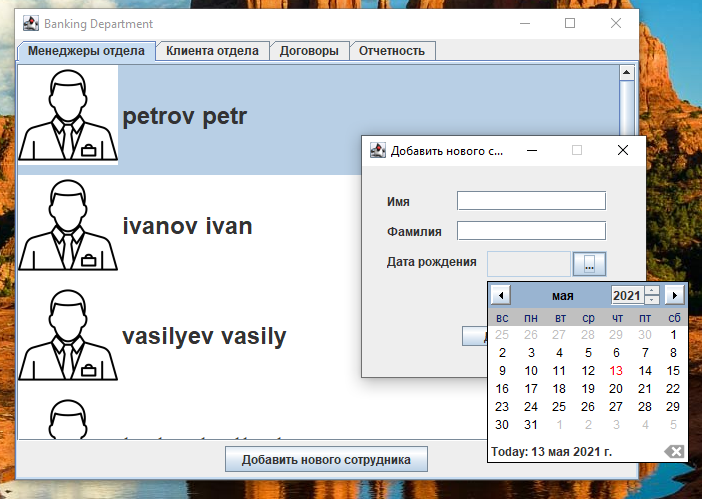 Banking Department
Менеджеры отдела Клиента отдела Договоры Отчетность
petrov petr
ivanov ivan
vasilyev vasily
Добавить нового сотрудника
Добавить нового с...
Имя
Фамилия
Дата рождения ...
мая 2021
вс пн вт ср чт пт сб
25 26 27 28 29 30 1
2 3 4 5 6 7 8
9 10 11 12 13 14 15
16 17 18 19 20 21 22
23 24 25 26 27 28 29
30 31 1 2 3 4 5
Today: 13 мая 2021 г.